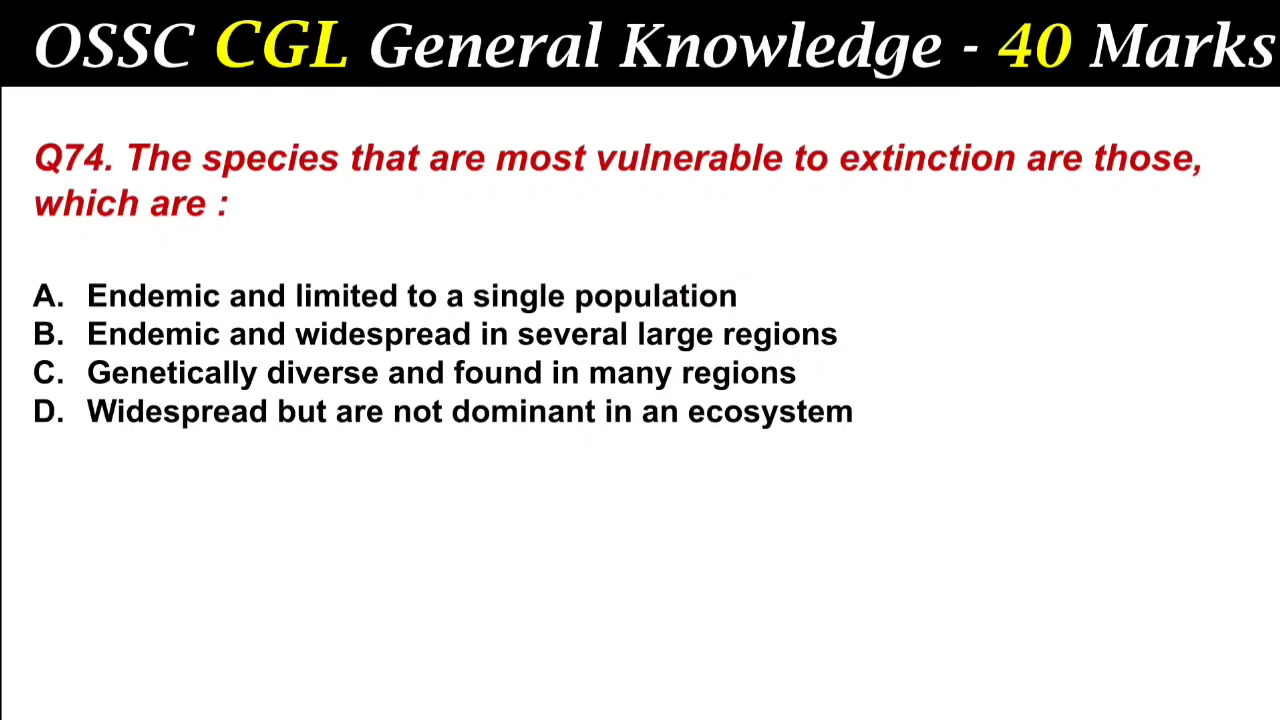 OSSC CGL General Knowledge - 40 Marks
Q74. The species that are most vulnerable to extinction are those,
which are :
A. Endemic and limited to a single population
B. Endemic and widespread in several large regions
C. Genetically diverse and found in many regions
D. Widespread but are not dominant in an ecosystem